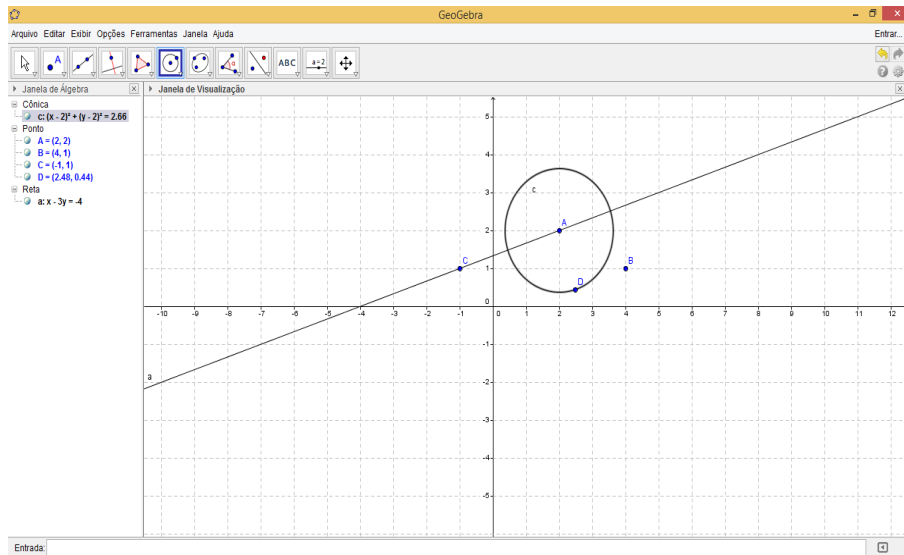 GeoGebra
Arquivo Editar Exibir Opções Ferramentas Janela Ajuda Entrar...
A α ABC a=2
Janela de Álgebra
Janela de Visualização
Cônica
c: (x - 2)² + (y - 2)² = 2.66
Ponto
A = (2, 2)
B = (4, 1)
C = (-1, 1)
D = (2.48, 0.44)
Reta
a: x - 3y = -4
5
4
3
c
A
2
C
B
1
D
0
-10 -9 -8 -7 -6 -5 -4 -3 -2 -1 0 1 2 3 4 5 6 7 8 9 10 11 12
-1
a
-2
-3
-4
-5
Entrada: